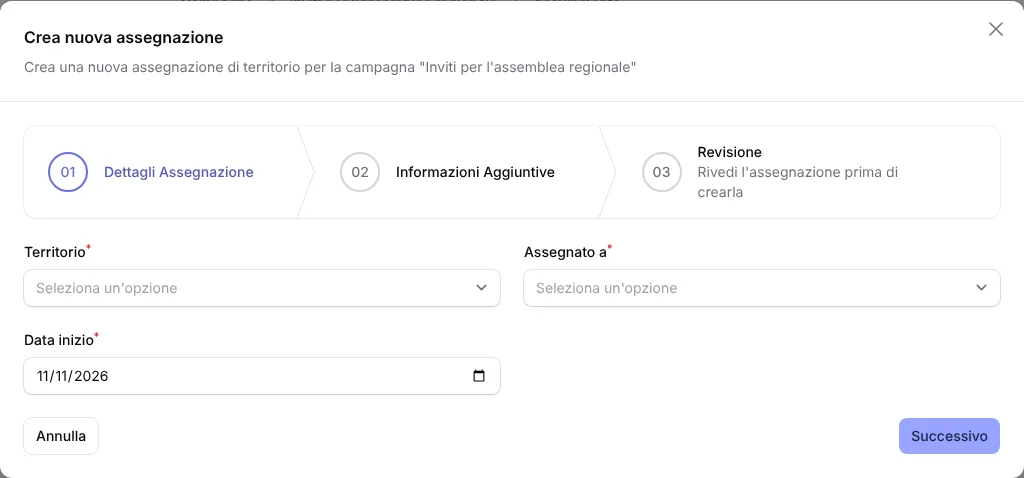 Crea nuova assegnazione
Crea una nuova assegnazione di territorio per la campagna "Inviti per l'assemblea regionale"
01 Dettagli Assegnazione
02 Informazioni Aggiuntive
03 Revisione
Rivedi l'assegnazione prima di
crearla
Territorio*
Seleziona un'opzione
Assegnato a*
Seleziona un'opzione
Data inizio*
11/11/2026
Annulla
Successivo